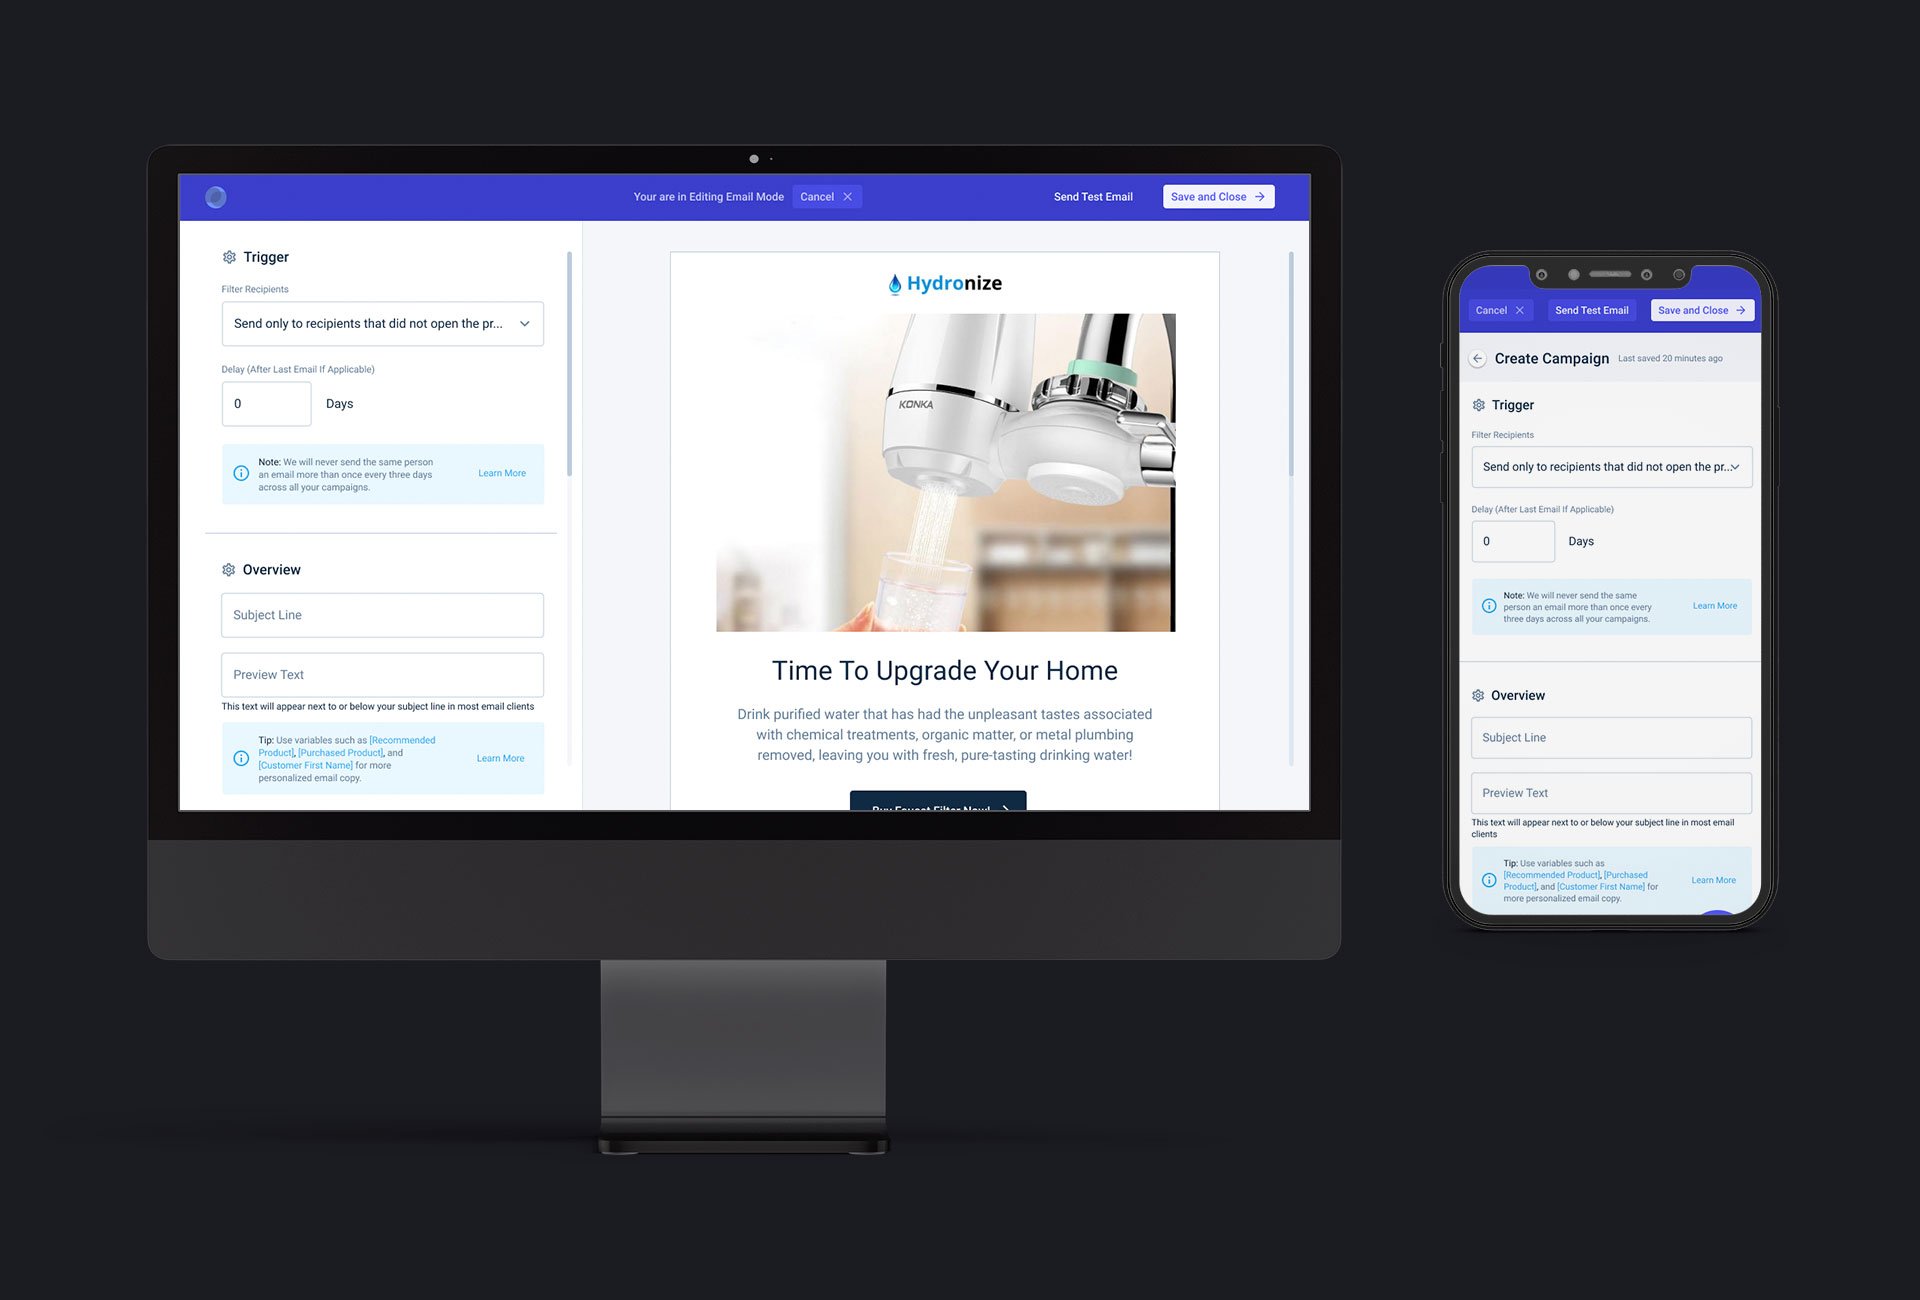 Your are in Editing Email Mode
Cancel
Send Test Email
Save and Close
Trigger
Filter Recipients
Send only to recipients that did not open the pr...
Delay (After Last Email If Applicable)
0
Days
Note: We will never send the same person
an email more than once every three days
across all your campaigns.
Learn More
Overview
Subject Line
Preview Text
This text will appear next to or below your subject line in most email clients
Tip: Use variables such as [Recommended
Product], [Purchased Product], and
[Customer First Name] for more
personalized email copy.
Learn More
Hydronize
KONKA
Time To Upgrade Your Home
Drink purified water that has had the unpleasant tastes associated
with chemical treatments, organic matter, or metal plumbing
removed, leaving you with fresh, pure-tasting drinking water!
Buy Faucet Filter Now!
Cancel
Send Test Email
Save and Close
Create Campaign
Last saved 20 minutes ago
Trigger
Filter Recipients
Send only to recipients that did not open the pr...
Delay (After Last Email If Applicable)
0
Days
Note: We will never send the same
person an email more than once every
three days across all your campaigns.
Learn More
Overview
Subject Line
Preview Text
This text will appear next to or below your subject line in most email
clients
Tip: Use variables such as
[Recommended Product], [Purchased
Product], and [Customer First Name] for
more personalized email copy.
Learn More